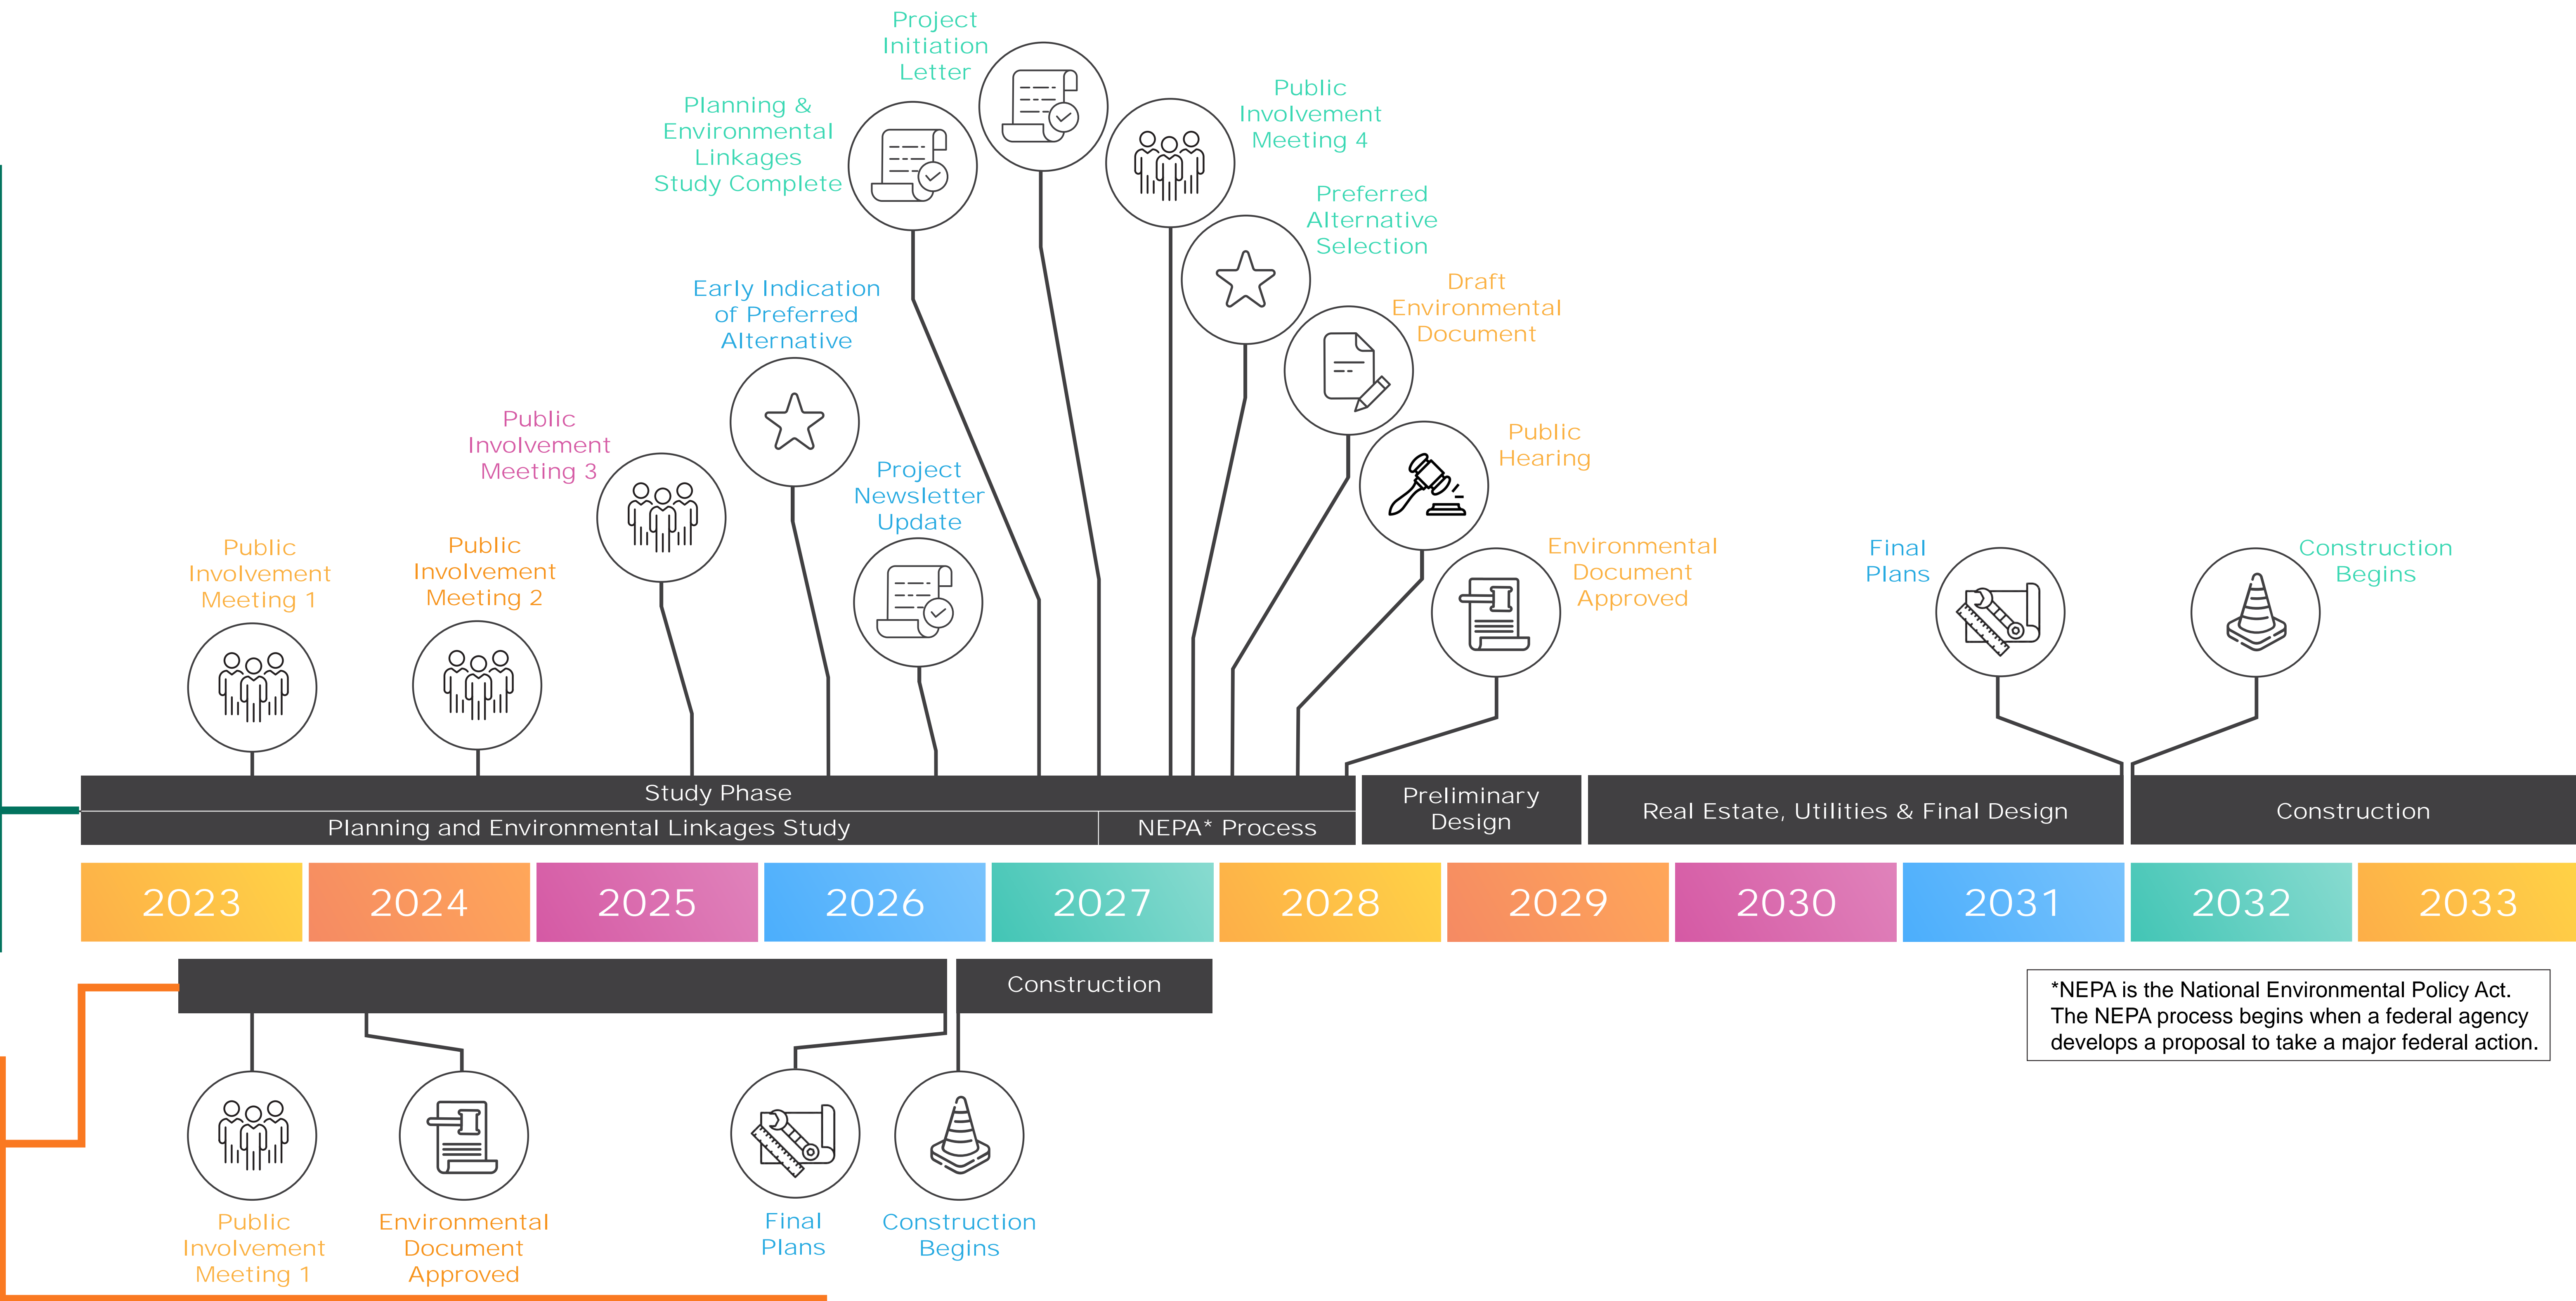 Project
Initiation
Letter
Planning &
Environmental
Linkages
Study Complete
Public
Involvement
Meeting 4
Preferred
Alternative
Selection
Early Indication
of Preferred
Alternative
Draft
Environmental
Document
Public
Involvement
Meeting 3
Project
Newsletter
Update
Public
Hearing
Public
Involvement
Meeting 1
Public
Involvement
Meeting 2
Environmental
Document
Approved
Final
Plans
Construction
Begins
Study Phase
Planning and Environmental Linkages Study
NEPA* Process
Preliminary
Design
Real Estate, Utilities & Final Design
Construction
2023
2024
2025
2026
2027
2028
2029
2030
2031
2032
2033
Construction
*NEPA is the National Environmental Policy Act.
The NEPA process begins when a federal agency
develops a proposal to take a major federal action.
Public
Involvement
Meeting 1
Environmental
Document
Approved
Final
Plans
Construction
Begins